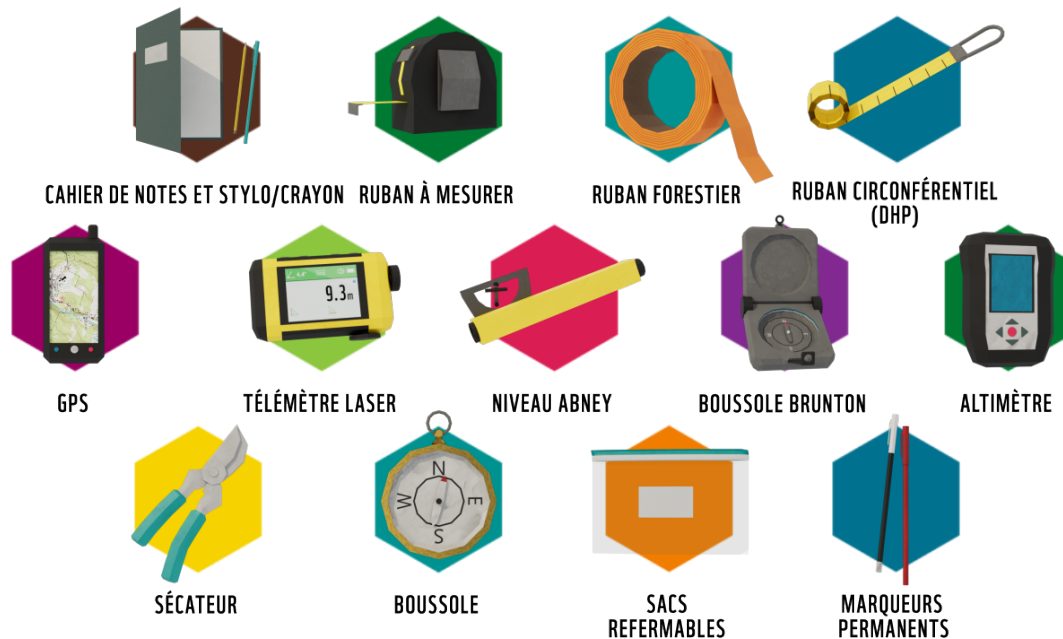 CAHIER DE NOTES ET STYLO/CRAYON
RUBAN À MESURER
RUBAN FORESTIER
RUBAN CIRCONFÉRENTIEL
(DHP)
9.3m
GPS
TÉLÉMÈTRE LASER
NIVEAU ABNEY
BOUSSOLE BRUNTON
ALTIMÈTRE
N
W
E
S
SÉCATEUR
BOUSSOLE
SACS
REFERMABLES
MARQUEURS
PERMANENTS